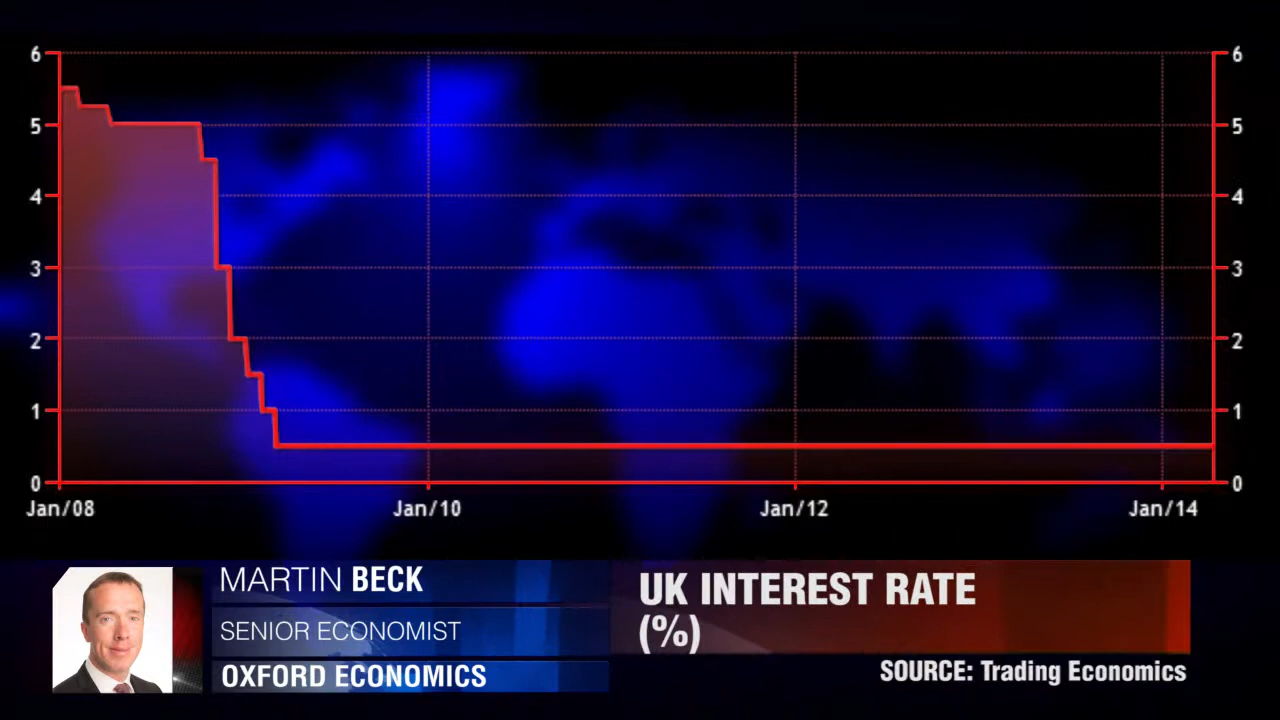 6 6
5 5
4 4
3 3
2 2
1 1
0 0
Jan/08 Jan/10 Jan/12 Jan/14
MARTIN BECK
SENIOR ECONOMIST
OXFORD ECONOMICS
UK INTEREST RATE
(%)
SOURCE: Trading Economics